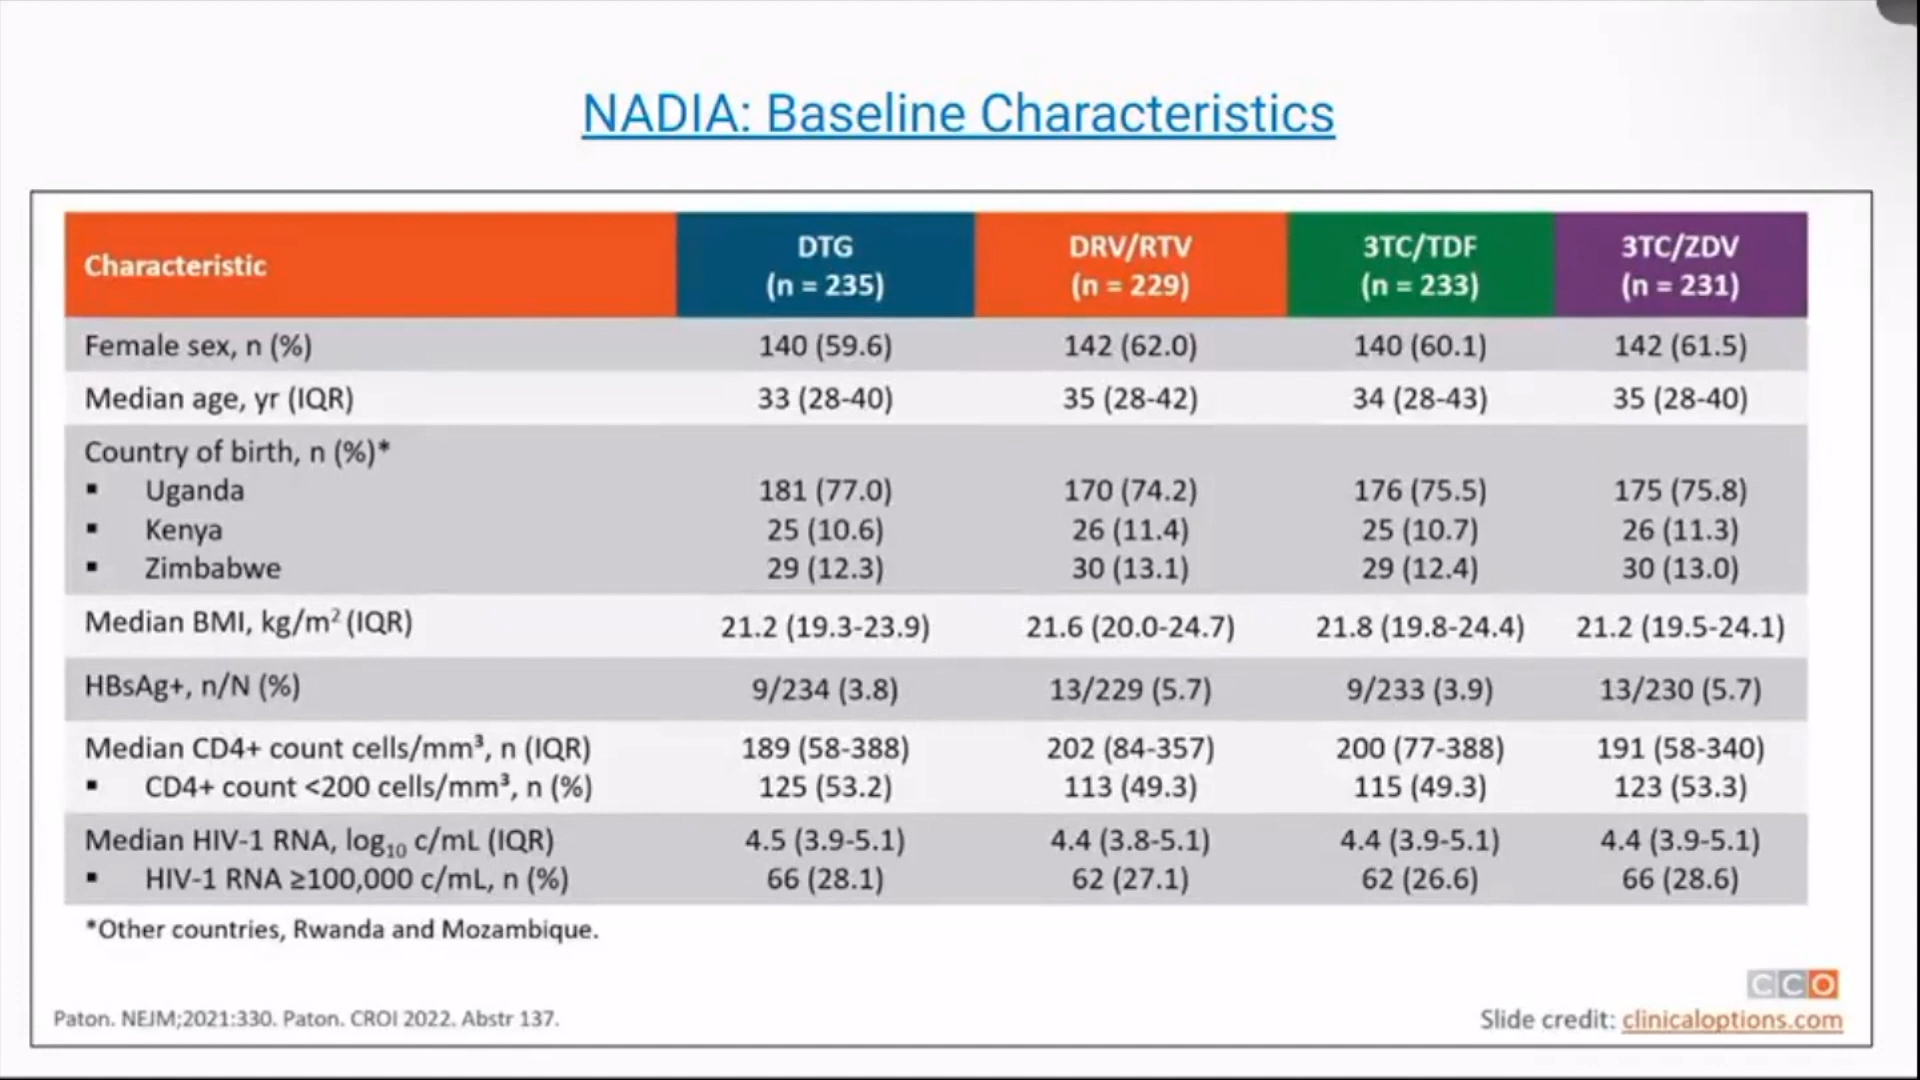 NADIA: Baseline Characteristics
Characteristic DTG (n = 235) DRV/RTV (n = 229) 3TC/TDF (n = 233) 3TC/ZDV (n = 231)
Female sex, n (%) 140 (59.6) 142 (62.0) 140 (60.1) 142 (61.5)
Median age, yr (IQR) 33 (28-40) 35 (28-42) 34 (28-43) 35 (28-40)
Country of birth, n (%)*
▪ Uganda 181 (77.0) 170 (74.2) 176 (75.5) 175 (75.8)
▪ Kenya 25 (10.6) 26 (11.4) 25 (10.7) 26 (11.3)
▪ Zimbabwe 29 (12.3) 30 (13.1) 29 (12.4) 30 (13.0)
Median BMI, kg/m² (IQR) 21.2 (19.3-23.9) 21.6 (20.0-24.7) 21.8 (19.8-24.4) 21.2 (19.5-24.1)
HBsAg+, n/N (%) 9/234 (3.8) 13/229 (5.7) 9/233 (3.9) 13/230 (5.7)
Median CD4+ count cells/mm³, n (IQR) 189 (58-388) 202 (84-357) 200 (77-388) 191 (58-340)
▪ CD4+ count <200 cells/mm³, n (%) 125 (53.2) 113 (49.3) 115 (49.3) 123 (53.3)
Median HIV-1 RNA, log₁₀ c/mL (IQR) 4.5 (3.9-5.1) 4.4 (3.8-5.1) 4.4 (3.9-5.1) 4.4 (3.9-5.1)
▪ HIV-1 RNA ≥100,000 c/mL, n (%) 66 (28.1) 62 (27.1) 62 (26.6) 66 (28.6)
*Other countries, Rwanda and Mozambique.
CCO
Paton. NEJM;2021:330. Paton. CROI 2022. Abstr 137.
Slide credit: clinicaloptions.com